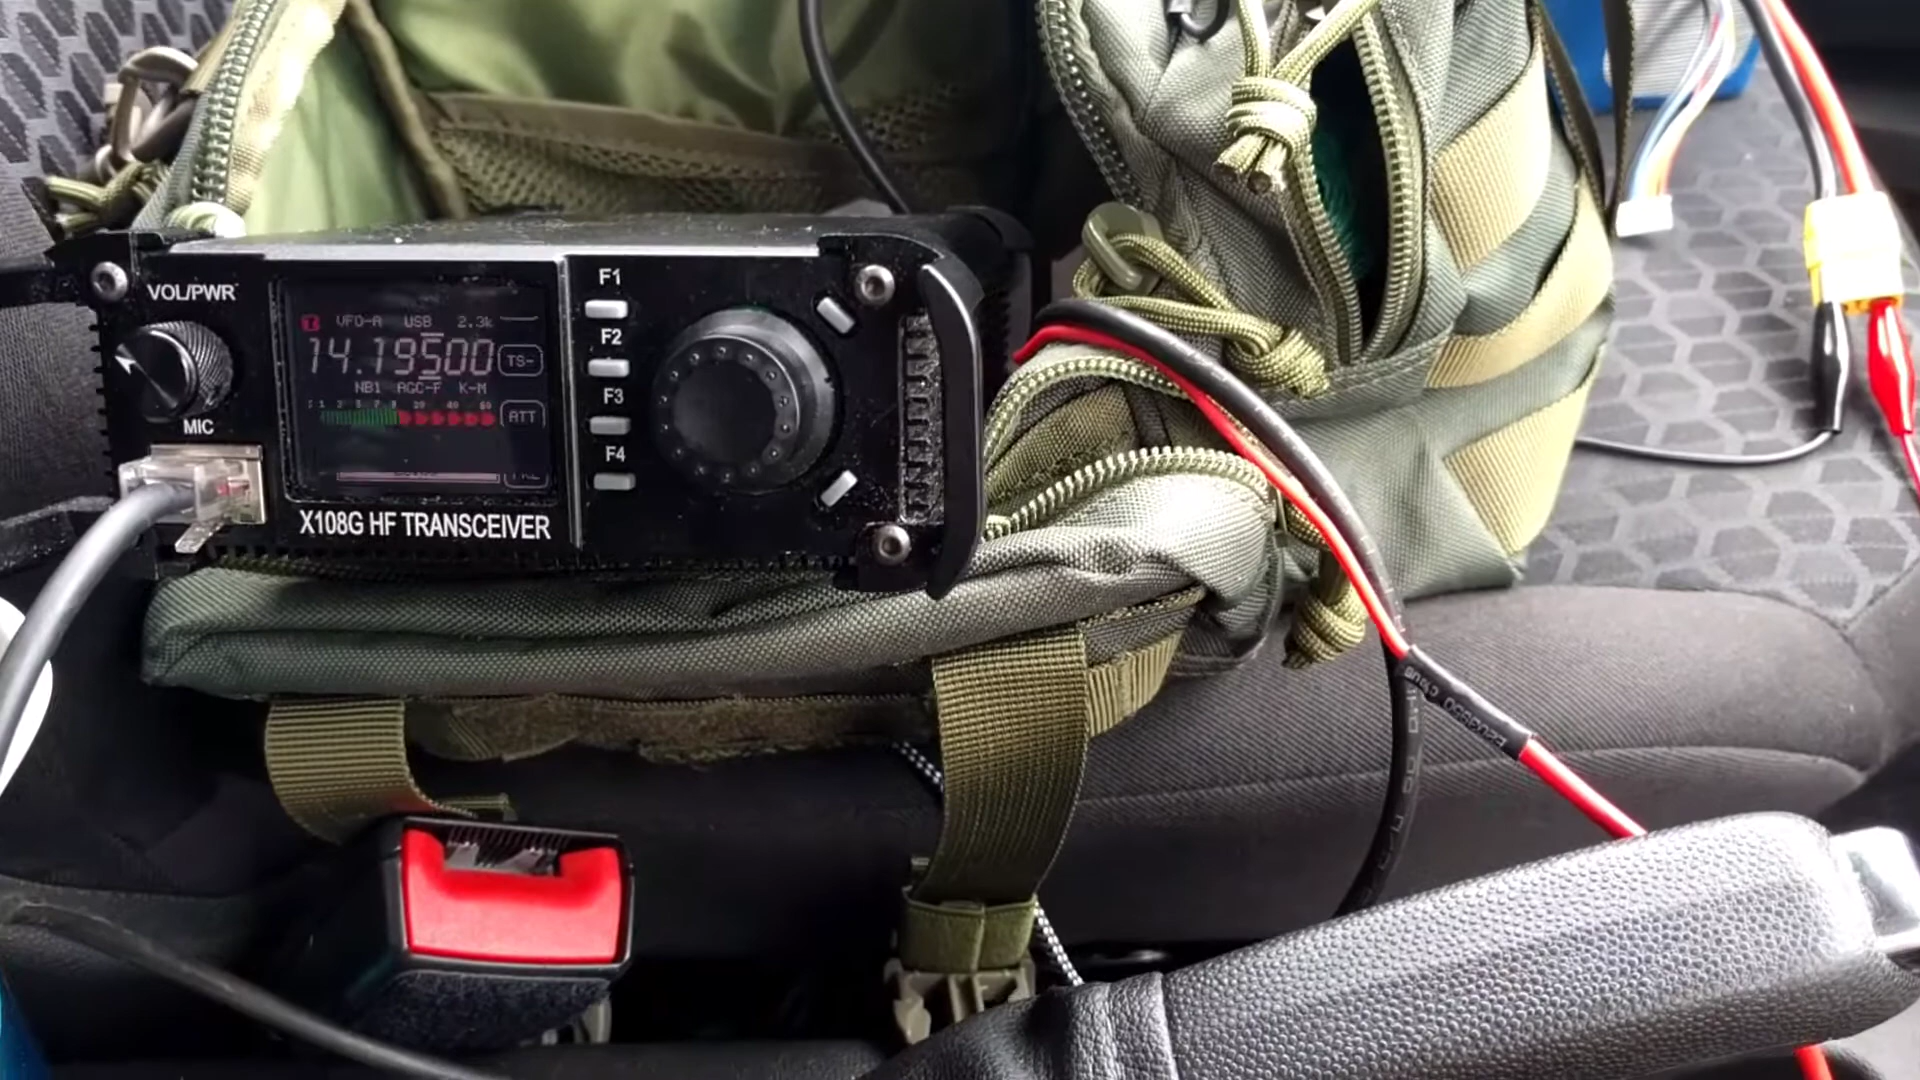 VOL/PWR
MIC
VFO-A USB 2.3k
14.19500
TS-
NB1 AGC-F K-M
ATT
X108G HF TRANSCEIVER
F1
F2
F3
F4